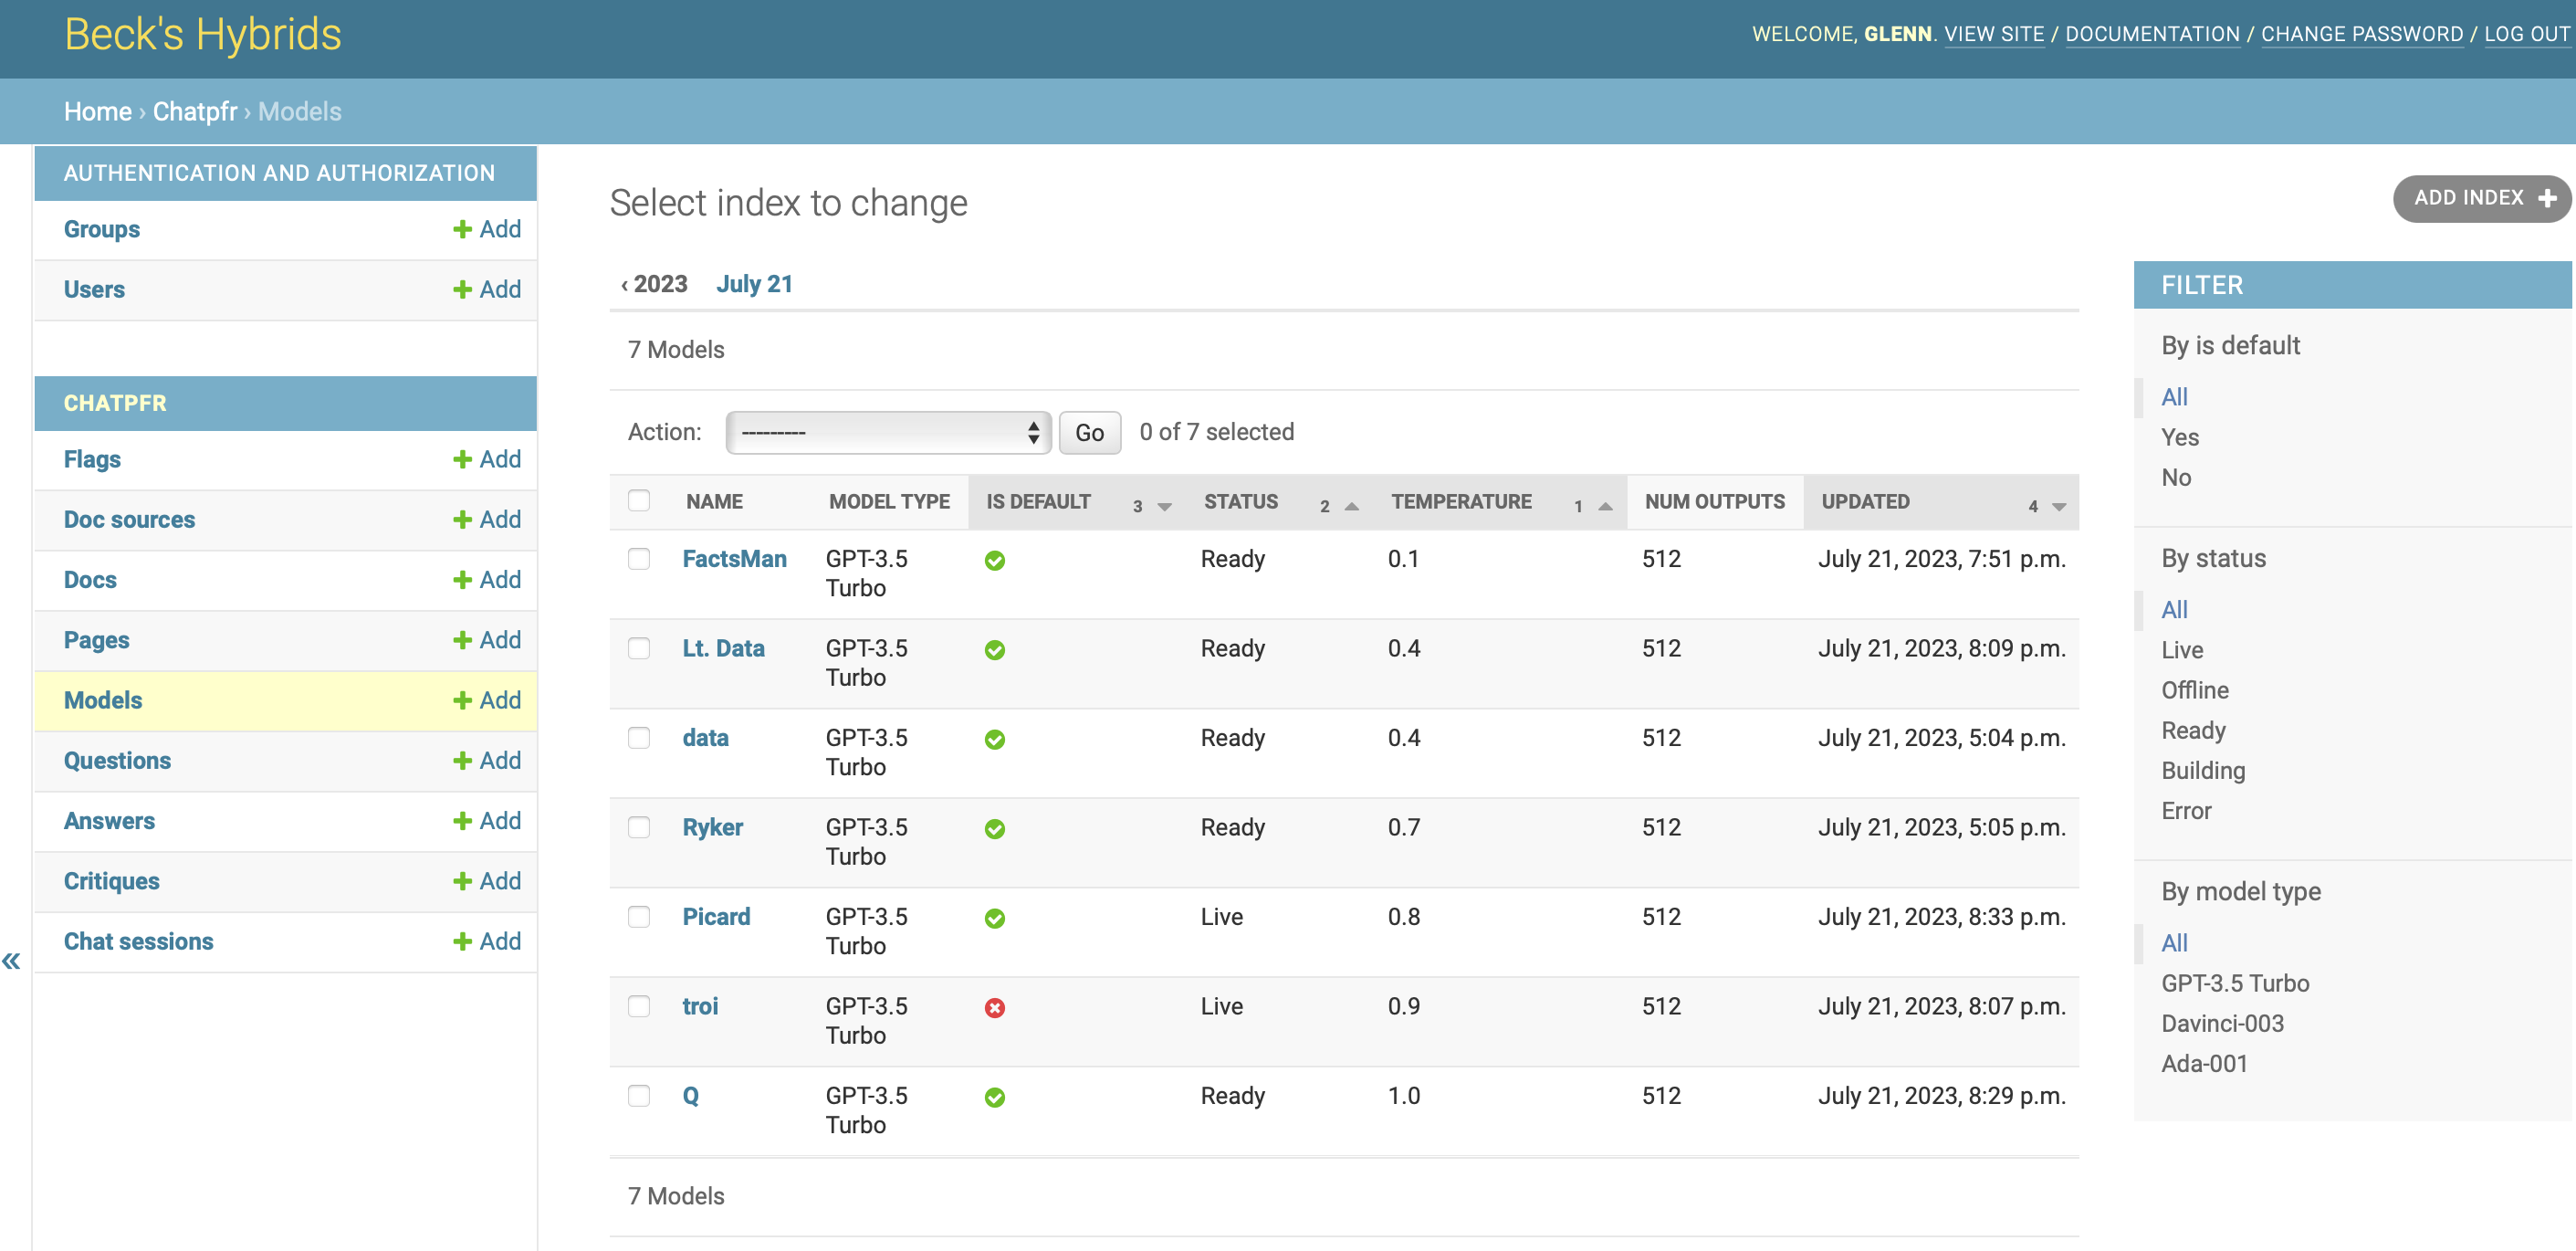 Beck's Hybrids
WELCOME, GLENN. VIEW SITE / DOCUMENTATION / CHANGE PASSWORD / LOG OUT
Home › Chatpfr › Models
AUTHENTICATION AND AUTHORIZATION
Groups Add
Users Add
CHATPFR
Flags Add
Doc sources Add
Docs Add
Pages Add
Models Add
Questions Add
Answers Add
Critiques Add
Chat sessions Add
«
Select index to change
ADD INDEX
‹ 2023 July 21
7 Models
Action: --------- Go 0 of 7 selected
NAME MODEL TYPE IS DEFAULT 3 STATUS 2 TEMPERATURE 1 NUM OUTPUTS UPDATED 4
FactsMan GPT-3.5 Ready 0.1 512 July 21, 2023, 7:51 p.m.
Turbo
Lt. Data GPT-3.5 Ready 0.4 512 July 21, 2023, 8:09 p.m.
Turbo
data GPT-3.5 Ready 0.4 512 July 21, 2023, 5:04 p.m.
Turbo
Ryker GPT-3.5 Ready 0.7 512 July 21, 2023, 5:05 p.m.
Turbo
Picard GPT-3.5 Live 0.8 512 July 21, 2023, 8:33 p.m.
Turbo
troi GPT-3.5 Live 0.9 512 July 21, 2023, 8:07 p.m.
Turbo
Q GPT-3.5 Ready 1.0 512 July 21, 2023, 8:29 p.m.
Turbo
7 Models
FILTER
By is default
All
Yes
No
By status
All
Live
Offline
Ready
Building
Error
By model type
All
GPT-3.5 Turbo
Davinci-003
Ada-001